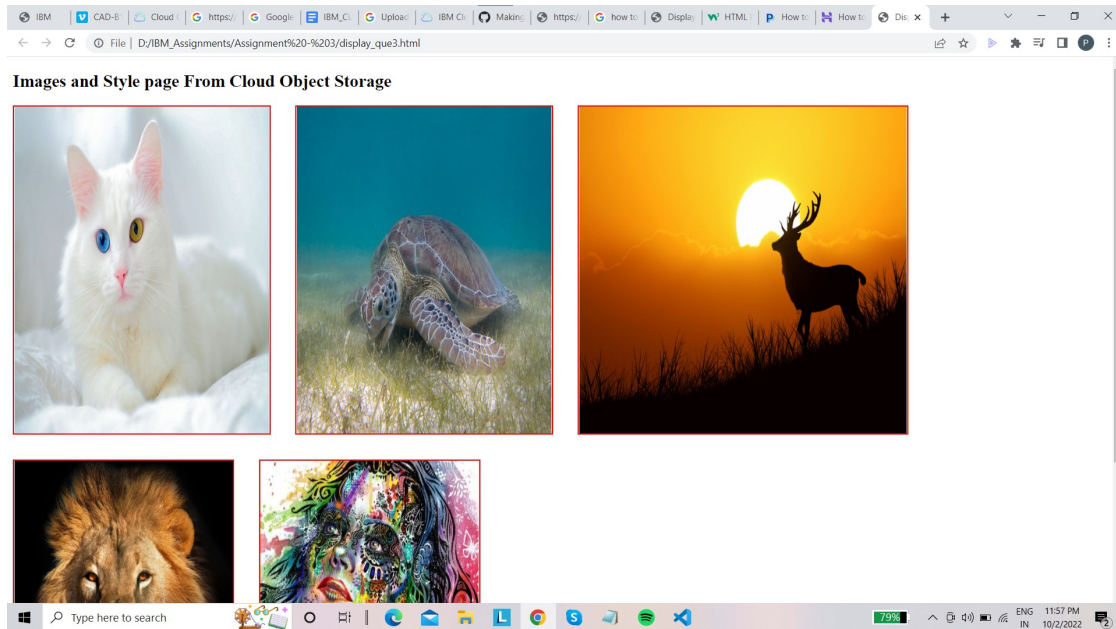 IBM
CAD-B
Cloud
https:/
Google
IBM_CL
Upload
IBM Cl
Making
https:/
how to
Display
HTML
How to
How to
Dis
File | D:/IBM_Assignments/Assignment%20-%203/display_que3.html
P
Images and Style page From Cloud Object Storage
Type here to search
79%
ENG
IN
11:57 PM
10/2/2022
2